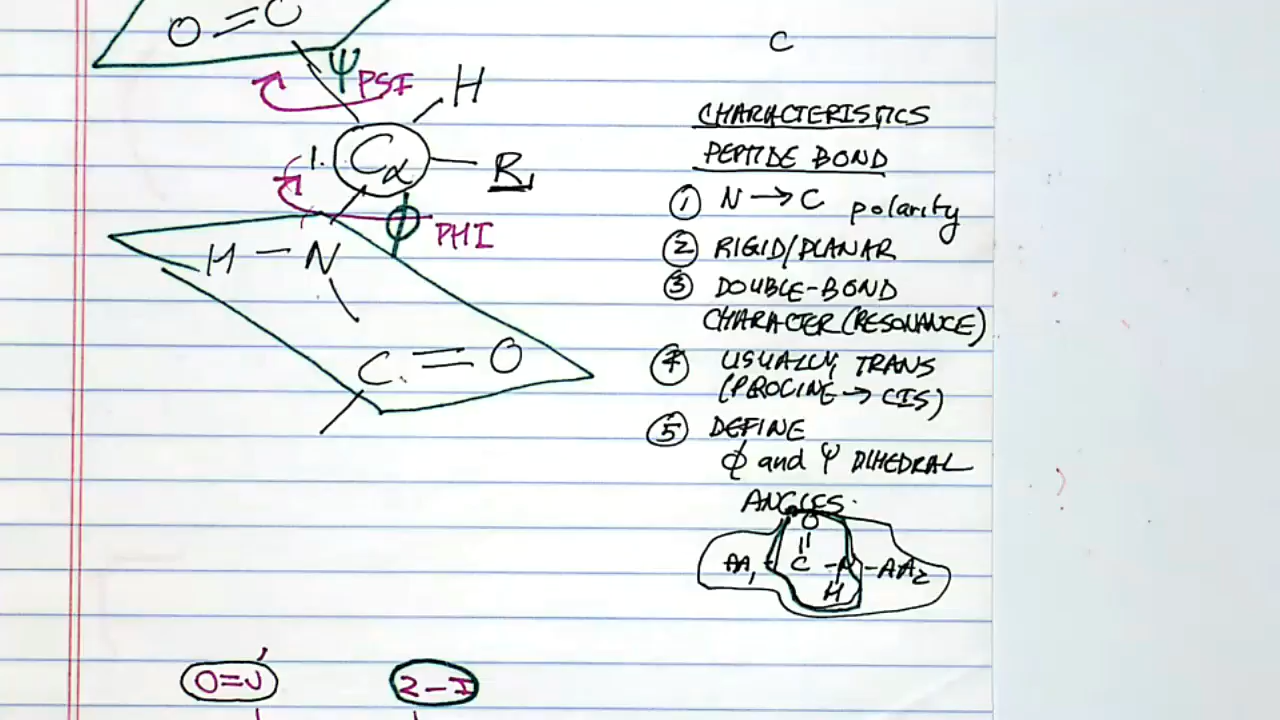 O=C
Ψ PSI
H
1. Cα
R
φ PHI
H-N
C=O
C
CHARACTERISTICS
PEPTIDE BOND
① N→C polarity
② RIGID/PLANAR
③ DOUBLE-BOND
CHARACTER (RESONANCE)
④ USUALLY TRANS
(PROLINE→CIS)
⑤ DEFINE
φ and Ψ DIHEDRAL
ANGLES.
O
AA1-C-N-AA2
H